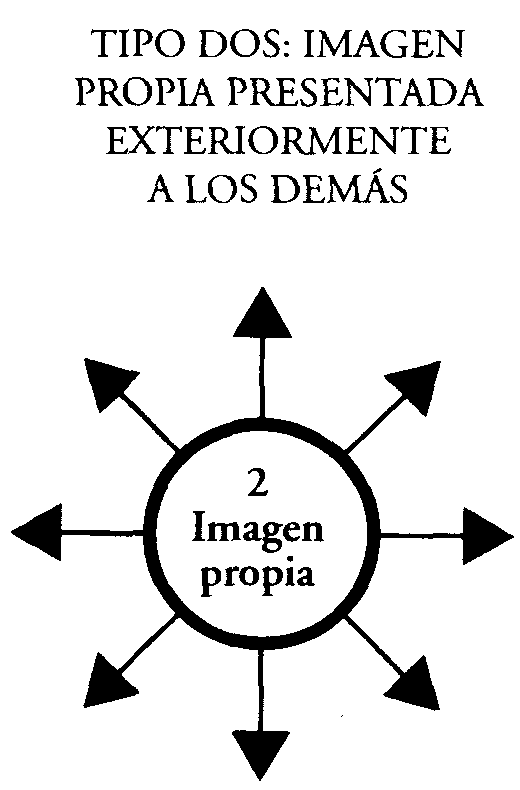 TIPO DOS: IMAGEN
PROPIA PRESENTADA
EXTERIORMENTE
A LOS DEMÁS
2
Imagen
propia